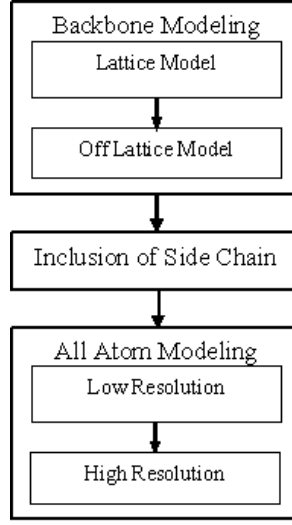 Backbone Modeling
Lattice Model
Off Lattice Model
Inclusion of Side Chain
All Atom Modeling
Low Resolution
High Resolution